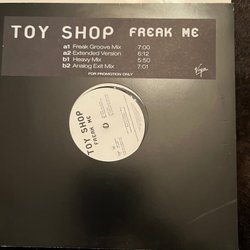 TOY SHOP FREAK ME
a1 Freak Groove Mix 7:00
a2 Extended Version 6:12
b1 Heavy Mix 5:50
b2 Analog Exit Mix 7:01
FOR PROMOTION ONLY
Virgin
TOY SHOP
FREAK ME